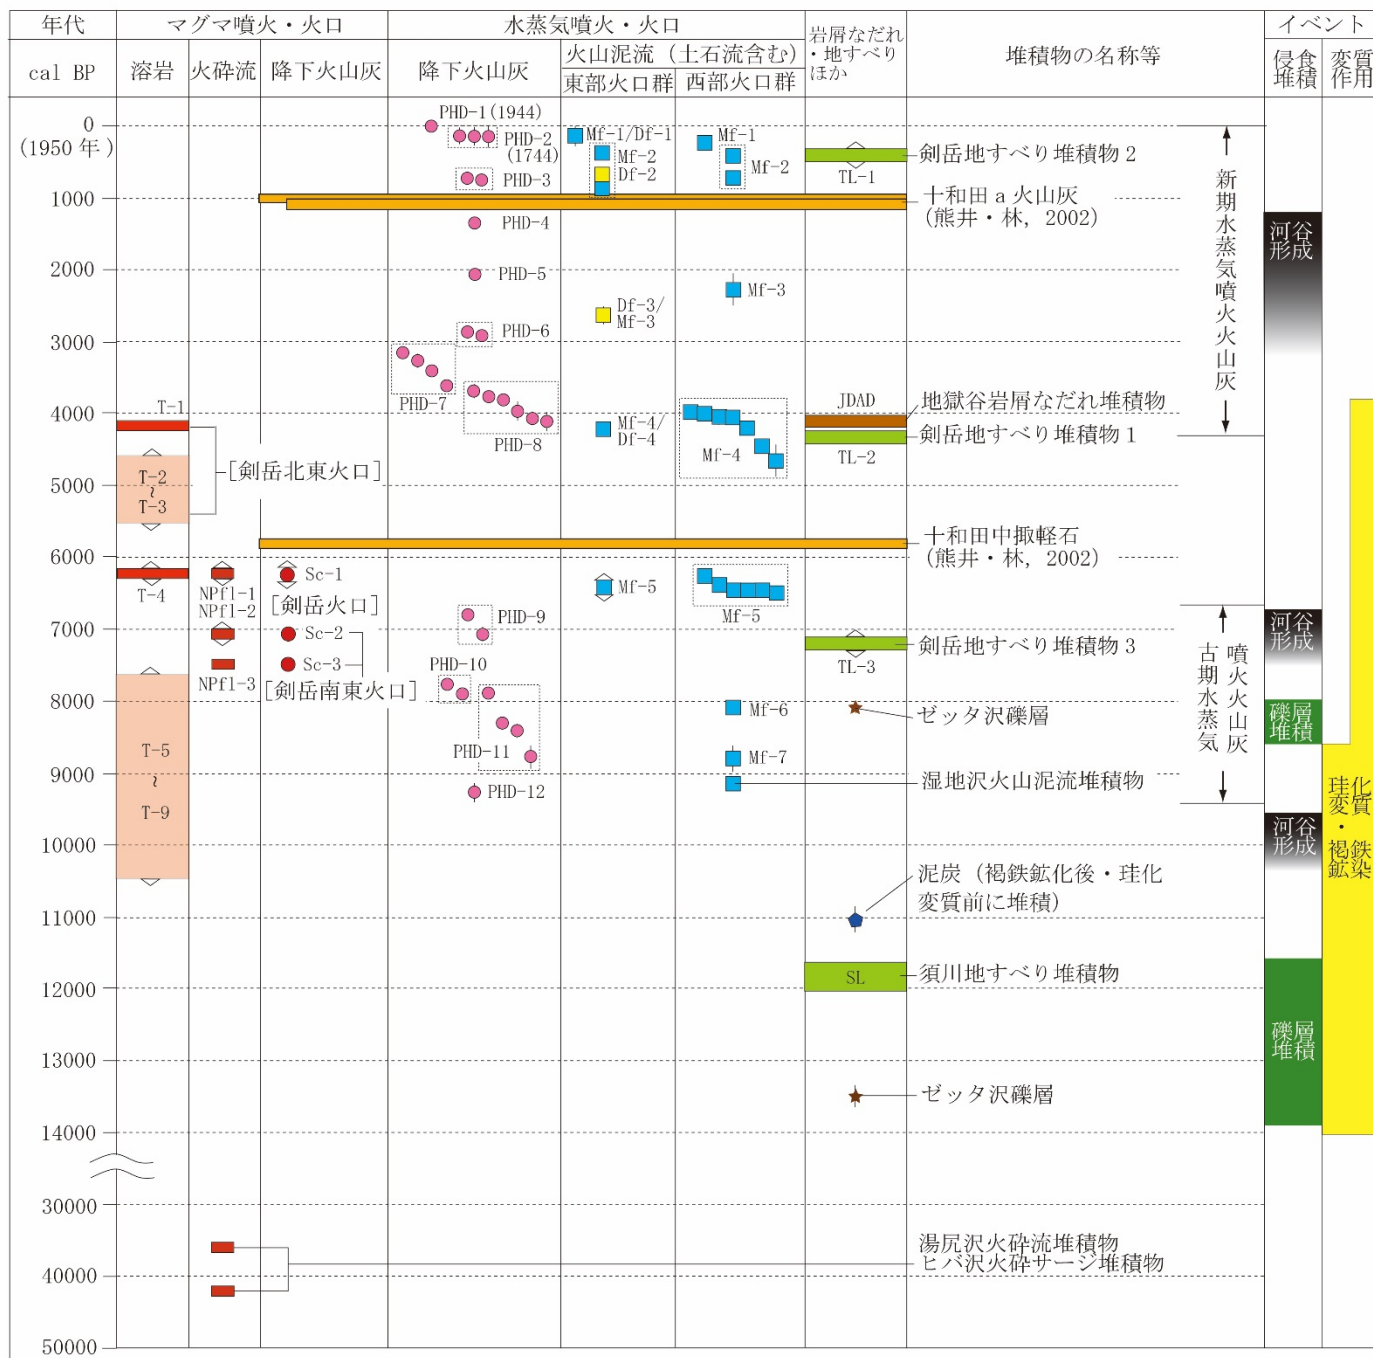 年代
マグマ噴火・火口
水蒸気噴火・火口
岩屑なだれ
・地すべり
ほか
堆積物の名称等
イベント
cal BP
溶岩
火砕流
降下火山灰
降下火山灰
火山泥流（土石流含む）
東部火口群
西部火口群
侵食
堆積
変質
作用
0
(1950 年)
1000
2000
3000
4000
5000
6000
7000
8000
9000
10000
11000
12000
13000
14000
30000
40000
50000
T-1
T-2
~
T-3
T-4
T-5
~
T-9
NPfl-1
NPfl-2
NPfl-3
Sc-1
[剣岳火口]
Sc-2
Sc-3
[剣岳南東火口]
[剣岳北東火口]
PHD-1(1944)
PHD-2
(1744)
PHD-3
PHD-4
PHD-5
PHD-6
PHD-7
PHD-8
PHD-9
PHD-10
PHD-11
PHD-12
Mf-1/Df-1
Mf-2
Df-2
Df-3/
Mf-3
Mf-4/
Df-4
Mf-5
Mf-1
Mf-2
Mf-3
Mf-4
Mf-5
Mf-6
Mf-7
TL-1
JDAD
TL-2
TL-3
SL
剣岳地すべり堆積物 2
十和田 a 火山灰
(熊井・林, 2002)
地獄谷岩屑なだれ堆積物
剣岳地すべり堆積物 1
十和田中掫軽石
(熊井・林, 2002)
剣岳地すべり堆積物 3
ゼッタ沢礫層
湿地沢火山泥流堆積物
泥炭（褐鉄鉱化後・珪化
変質前に堆積）
須川地すべり堆積物
ゼッタ沢礫層
湯尻沢火砕流堆積物
ヒバ沢火砕サージ堆積物
新期水蒸気噴火火山灰
古期水蒸気
噴火火山灰
河谷
形成
河谷
形成
礫層
堆積
河谷
形成
礫層
堆積
珪化
変質
・
褐鉄
鉱染